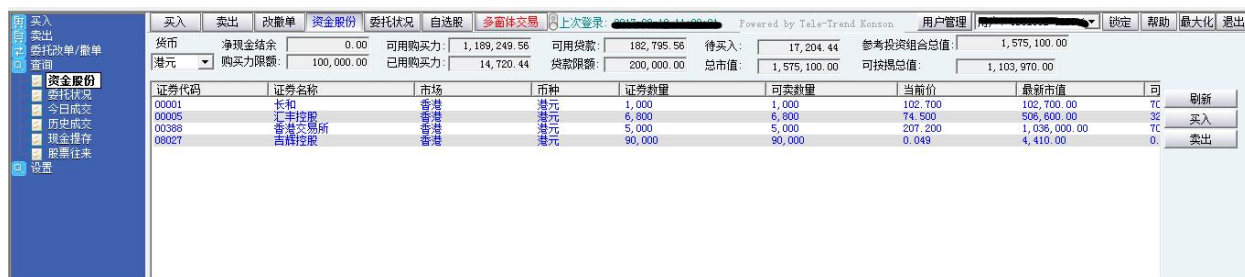 买入 卖出 改撤单 资金股份 委托状况 自选股 多窗体交易 上次登录: Powered by Tele-Trend Konson 用户管理 锁定 帮助 最大化 退出
买入
卖出
委托改单/撤单
查询
资金股份
委托状况
今日成交
历史成交
现金提存
股票往来
设置
货币 净现金结余 0.00 可用购买力: 1,189,249.56 可用贷款: 182,795.56 待买入: 17,204.44 参考投资组合总值: 1,575,100.00
港元 购买力限额: 100,000.00 已用购买力: 14,720.44 贷款限额: 200,000.00 总市值: 1,575,100.00 可按揭总值: 1,103,970.00
证券代码 证券名称 市场 币种 证券数量 可卖数量 当前价 最新市值 可
00001 长和 香港 港元 1,000 1,000 102.700 102,700.00 70
00005 汇丰控股 香港 港元 6,800 6,800 74.500 506,600.00 32
00388 香港交易所 香港 港元 5,000 5,000 207.200 1,036,000.00 70
08027 吉辉控股 香港 港元 90,000 90,000 0.049 4,410.00 0.
刷新
买入
卖出